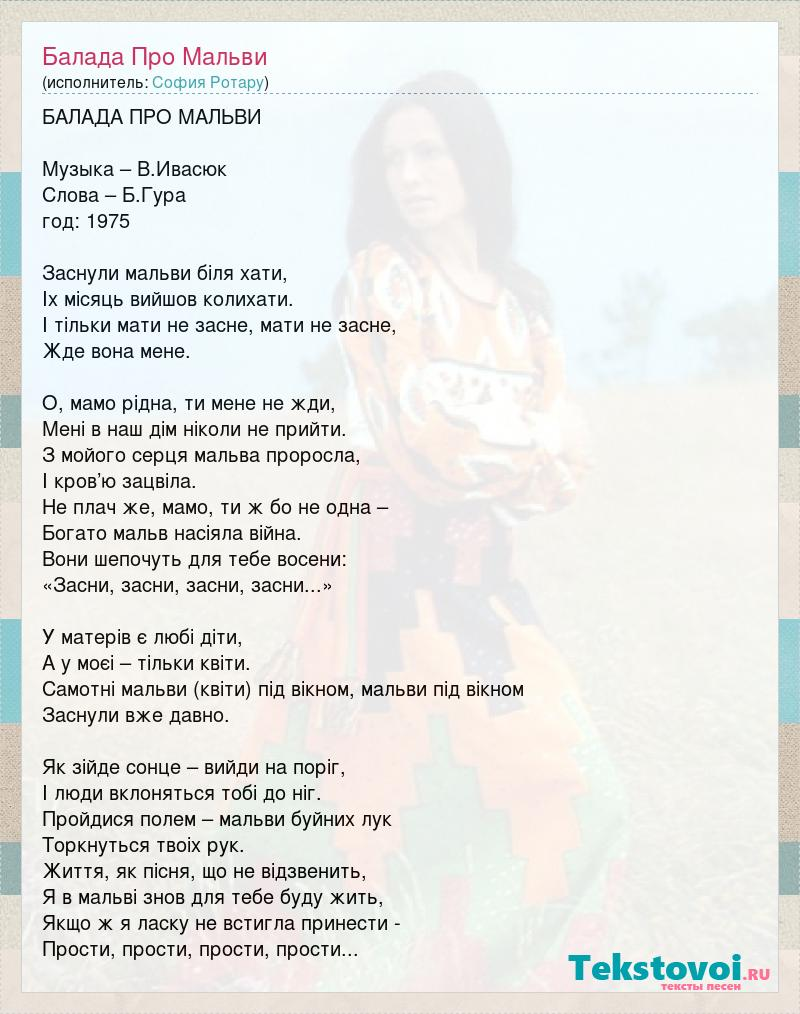 Балада Про Мальви
(исполнитель: София Ротару)
БАЛАДА ПРО МАЛЬВИ
Музыка – В.Ивасюк
Слова – Б.Гура
год: 1975
Заснули мальви біля хати,
Іх місяць вийшов колихати.
І тільки мати не засне, мати не засне,
Жде вона мене.
О, мамо рідна, ти мене не жди,
Мені в наш дім ніколи не прийти.
З мойого серця мальва проросла,
І кров’ю зацвіла.
Не плач же, мамо, ти ж бо не одна –
Богато мальв насіяла війна.
Вони шепочуть для тебе восени:
«Засни, засни, засни, засни...»
У матерів є любі діти,
А у моєі – тільки квіти.
Самотні мальви (квіти) під вікном, мальви під вікном
Заснули вже давно.
Як зійде сонце – вийди на поріг,
І люди вклоняться тобі до ніг.
Пройдися полем – мальви буйних лук
Торкнуться твоіх рук.
Життя, як пісня, що не відзвенить,
Я в мальві знов для тебе буду жить,
Якщо ж я ласку не встигла принести -
Прости, прости, прости, прости...
Tekstovoi.RU
тексты песен